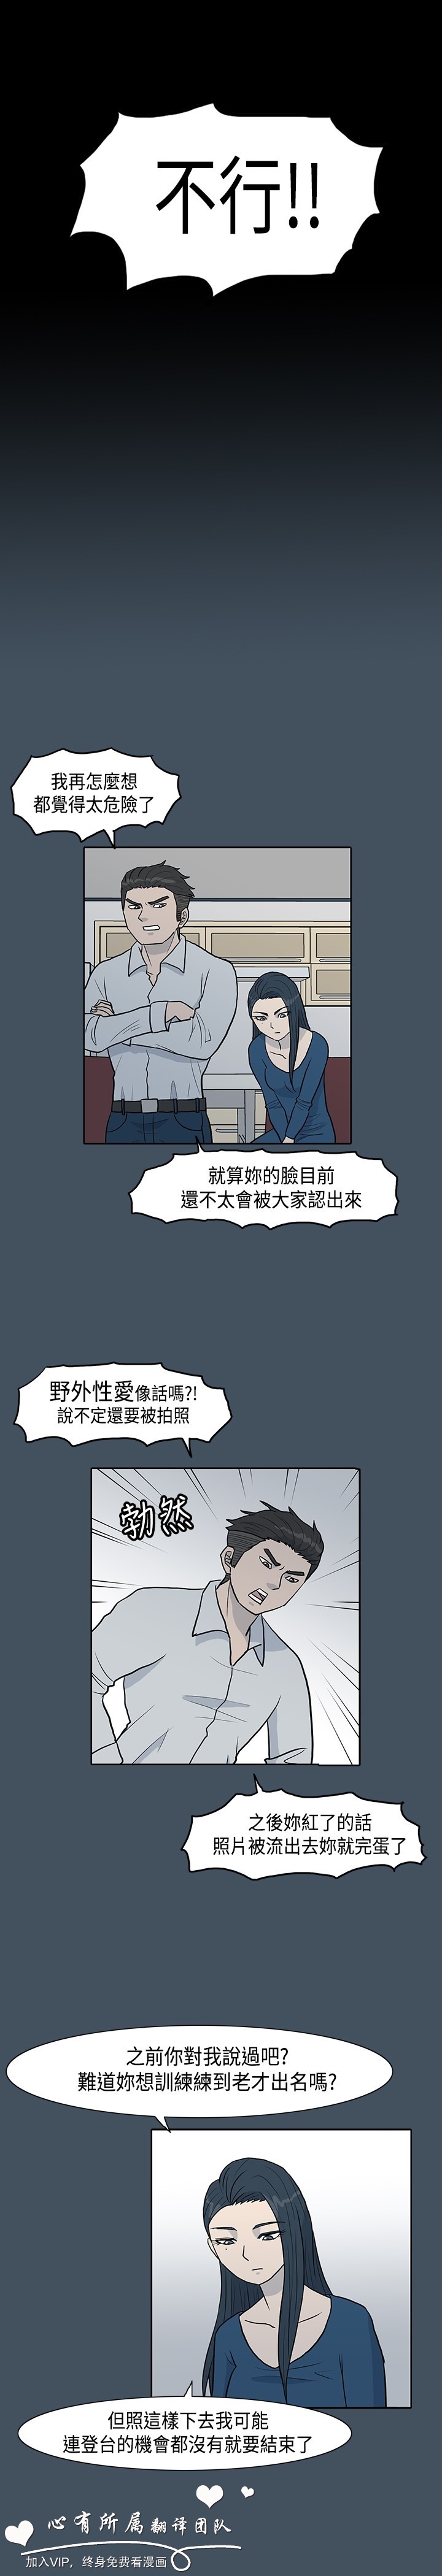 不行!!
我再怎麼想
都覺得太危險了
就算妳的臉目前
還不太會被大家認出來
野外性愛像話嗎?!
說不定還要被拍照
勃然
之後妳紅了的話
照片被流出去妳就完蛋了
之前你對我說過吧?
難道妳想訓練練到老才出名嗎?
但照這樣下去我可能
連登台的機會都沒有就要結束了
心有所属翻译团队
加入VIP，终身免费看漫画